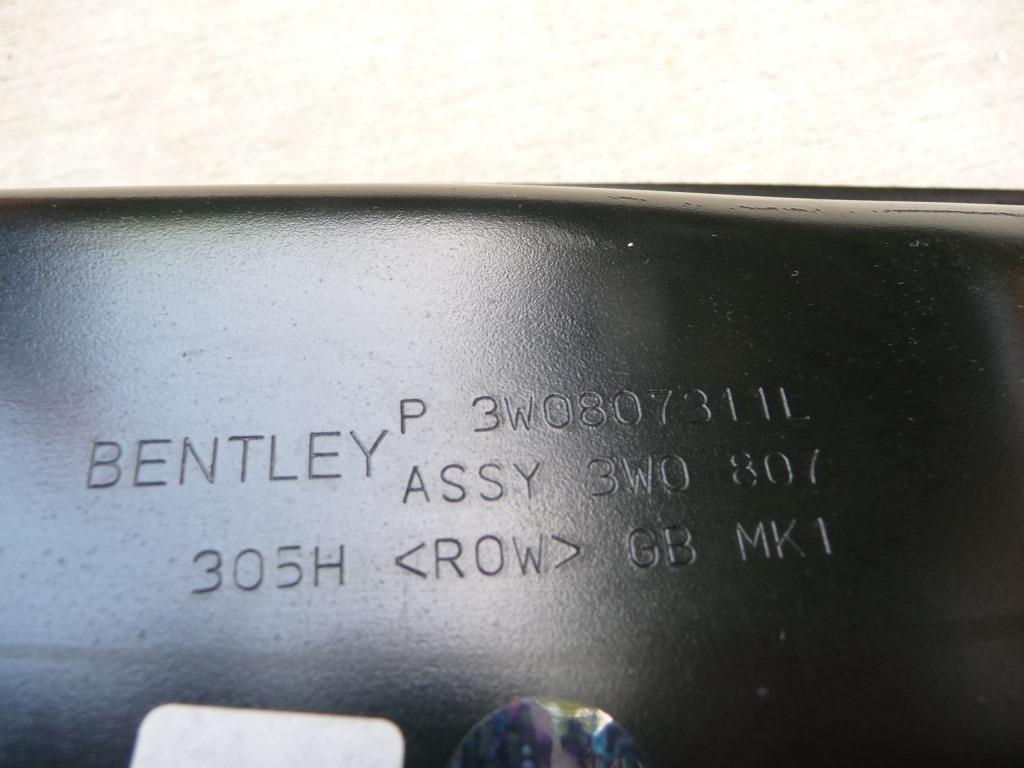 P 3W0807311L
BENTLEY
ASSY 3W0 807
305H <ROW> GB MK1